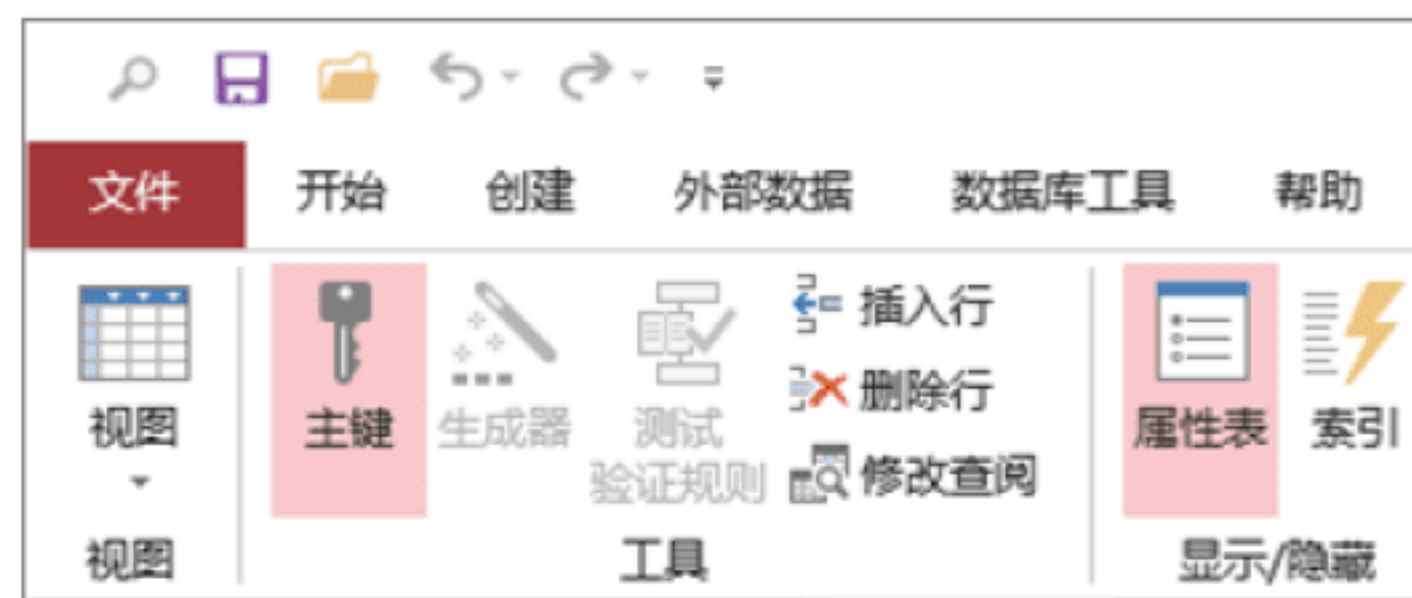 文件 开始 创建 外部数据 数据库工具 帮助
插入行
删除行
视图 主键 生成器 测试 属性表 索引
验证规则 修改查阅
视图 工具 显示/隐藏